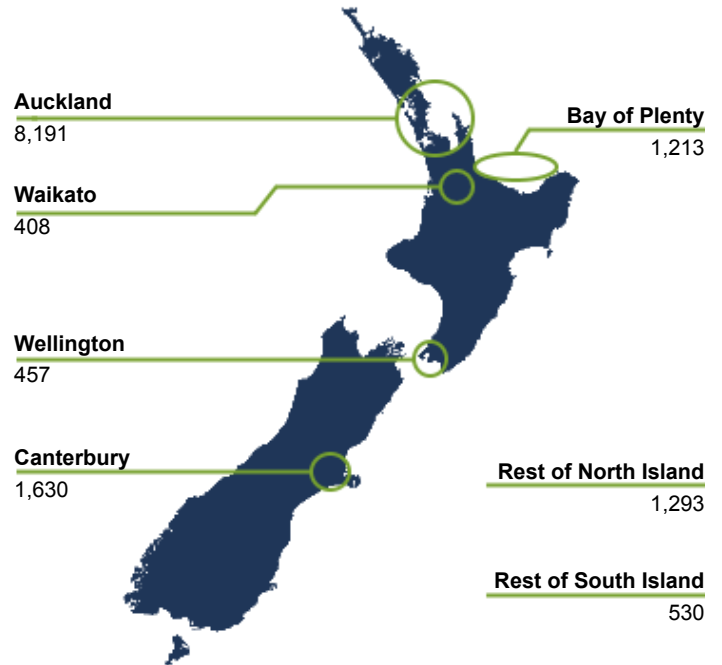 Auckland
8,191
Bay of Plenty
1,213
Waikato
408
Wellington
457
Canterbury
1,630
Rest of North Island
1,293
Rest of South Island
530